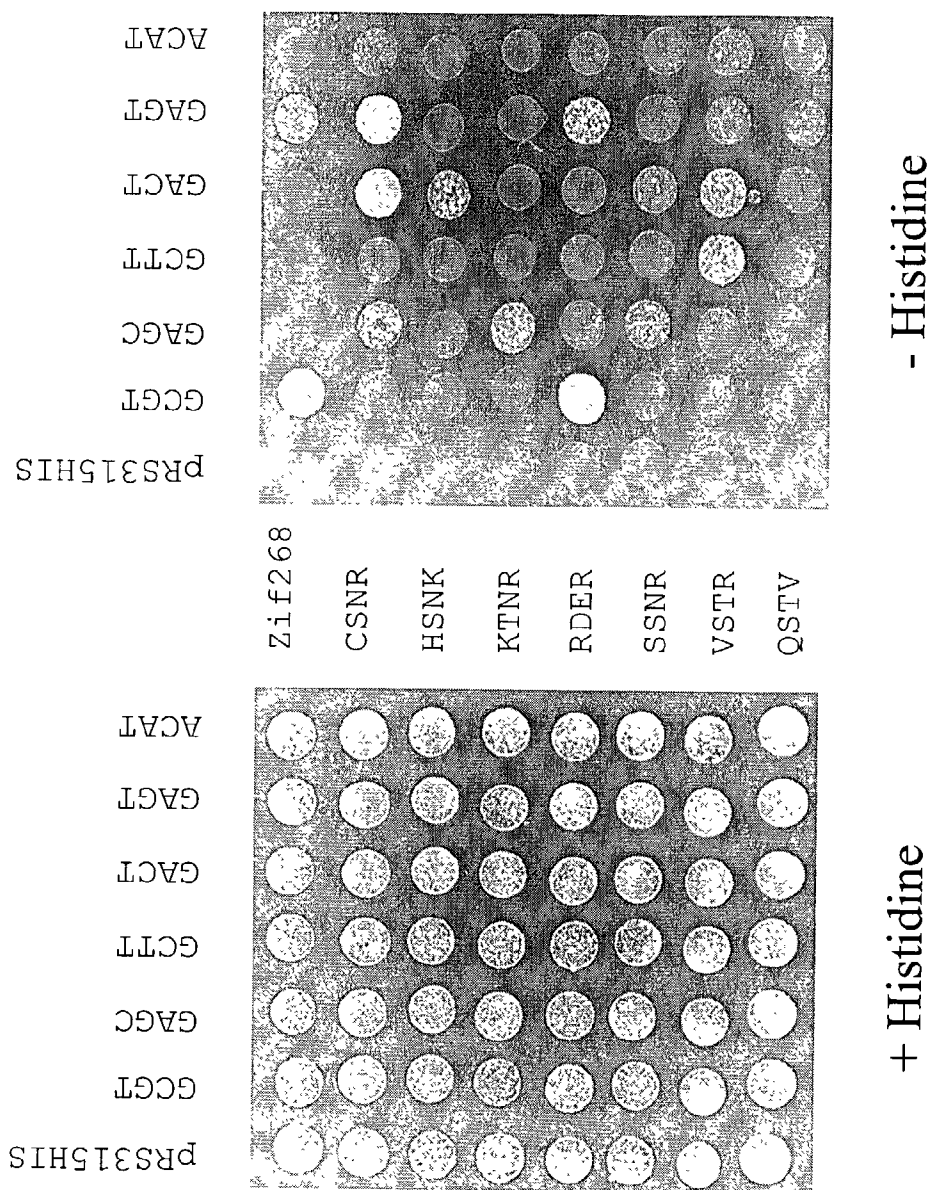 ACAT
GAGT
GACT
GCTT
GAGC
GCGT
pRS315HIS
- Histidine
Zif268
CSNR
HSNK
KTNR
RDER
SSNR
VSTR
QSTV
ACAT
GAGT
GACT
GCTT
GAGC
GCGT
pRS315HIS
+ Histidine